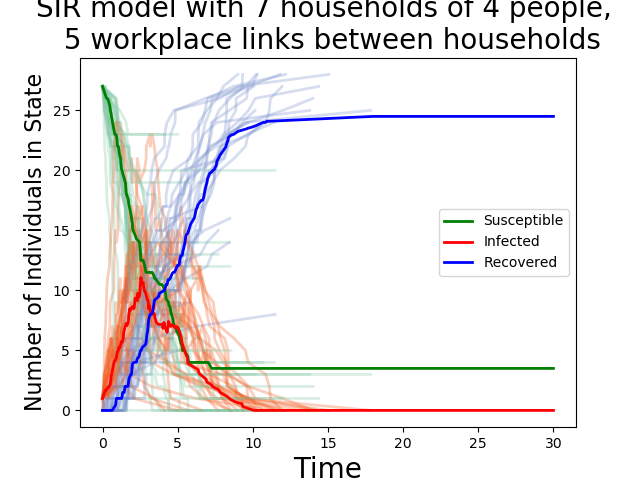 SIR model with 7 households of 4 people,
5 workplace links between households
Number of Individuals in State
25
20
15
10
5
0
Susceptible
Infected
Recovered
0 5 10 15 20 25 30
Time